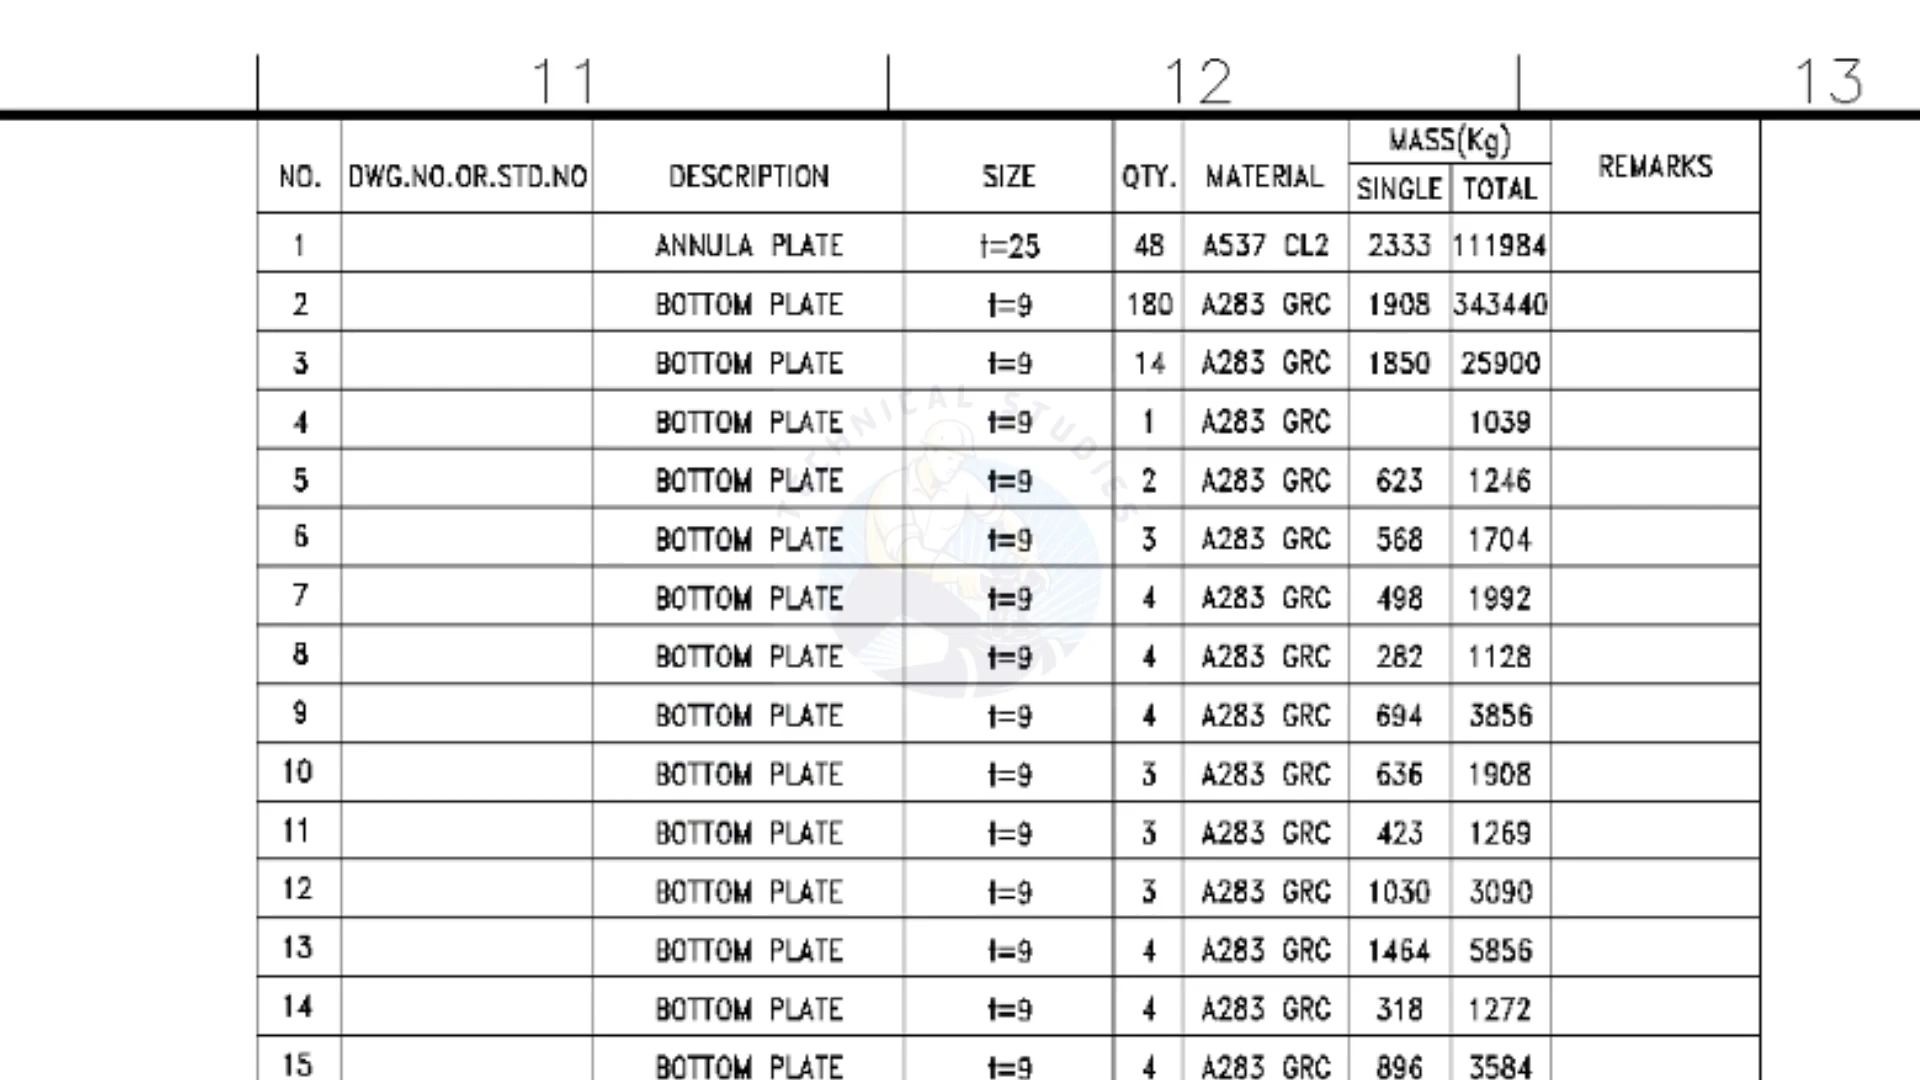 11 12 13
NO. DWG.NO.OR.STD.NO DESCRIPTION SIZE QTY. MATERIAL MASS(Kg) SINGLE TOTAL REMARKS
1 ANNULA PLATE t=25 48 A537 CL2 2333 111984
2 BOTTOM PLATE t=9 180 A283 GRC 1908 343440
3 BOTTOM PLATE t=9 14 A283 GRC 1850 25900
4 BOTTOM PLATE t=9 1 A283 GRC 1039
5 BOTTOM PLATE t=9 2 A283 GRC 623 1246
6 BOTTOM PLATE t=9 3 A283 GRC 568 1704
7 BOTTOM PLATE t=9 4 A283 GRC 498 1992
8 BOTTOM PLATE t=9 4 A283 GRC 282 1128
9 BOTTOM PLATE t=9 4 A283 GRC 694 3856
10 BOTTOM PLATE t=9 3 A283 GRC 636 1908
11 BOTTOM PLATE t=9 3 A283 GRC 423 1269
12 BOTTOM PLATE t=9 3 A283 GRC 1030 3090
13 BOTTOM PLATE t=9 4 A283 GRC 1464 5856
14 BOTTOM PLATE t=9 4 A283 GRC 318 1272
15 BOTTOM PLATE t=9 4 A283 GRC 896 3584
TECHNICAL STUDIES